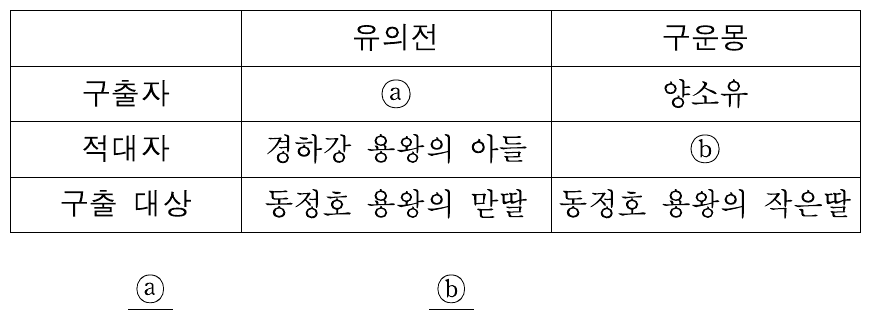 유의전 구운몽
구출자 ⓐ 양소유
적대자 경하강 용왕의 아들 ⓑ
구출 대상 동정호 용왕의 맏딸 동정호 용왕의 작은딸
ⓐ ⓑ